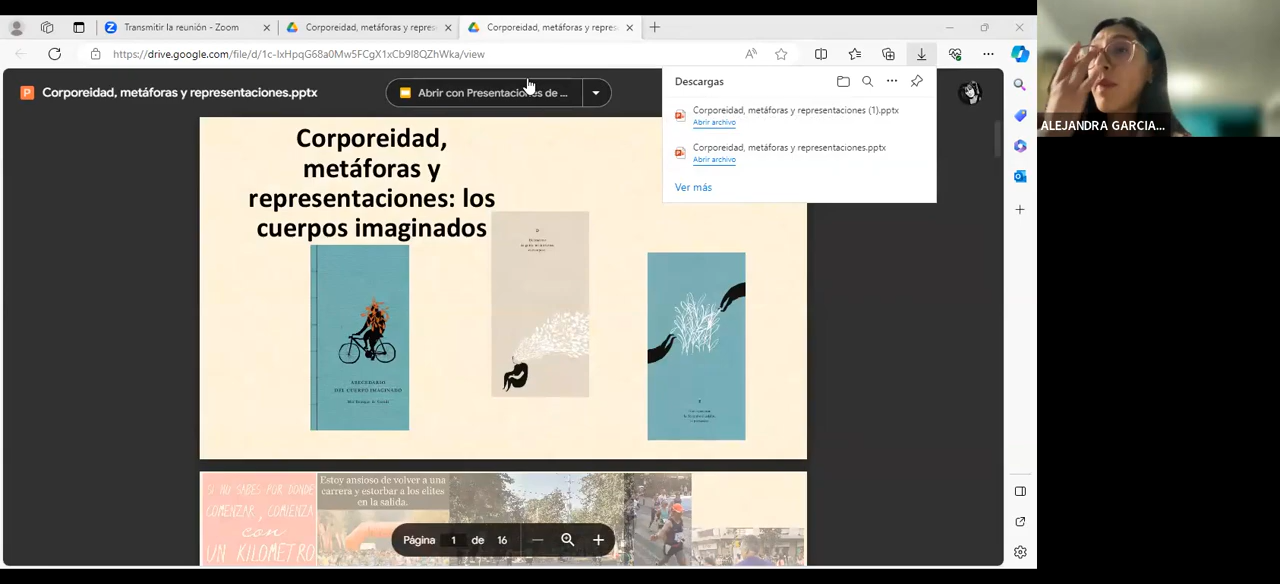 Transmitir la reunión - Zoom
Corporeidad, metáforas y repres
Corporeidad, metáforas y repres
https://drive.google.com/file/d/1c-IxHpqG68a0Mw5FCgX1xCb9I8QZhWka/view
Corporeidad, metáforas y representaciones.pptx
Abrir con Presentaciones de ...
Descargas
Corporeidad, metáforas y representaciones (1).pptx
Abrir archivo
Corporeidad, metáforas y representaciones.pptx
Abrir archivo
Ver más
ALEJANDRA GARCIA...
Corporeidad,
metáforas y
representaciones: los
cuerpos imaginados
ABECEDARIO
DEL CUERPO IMAGINADO
SI NO SABES POR DONDE
COMENZAR, COMIENZA
con
UN KILÓMETRO
Estoy ansioso de volver a una
carrera y estorbar a los elites
en la salida.
Página 1 de 16